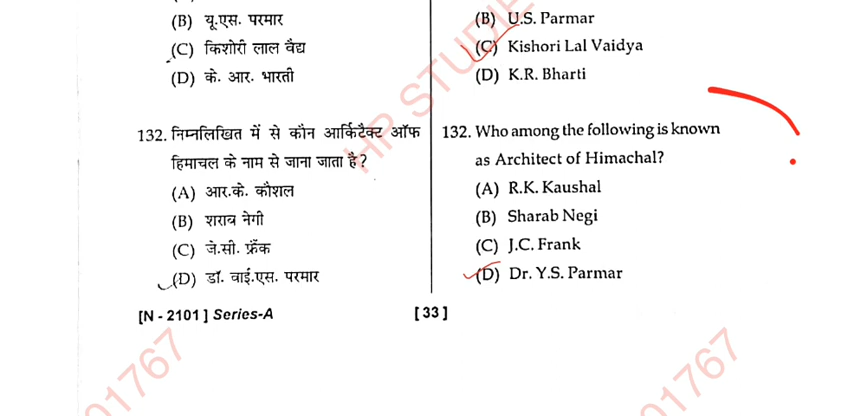 (B) यू.एस. परमार
(C) किशोरी लाल वैद्य
(D) के. आर. भारती
132. निम्नलिखित में से कौन आर्किटैक्ट ऑफ
हिमाचल के नाम से जाना जाता है?
(A) आर.के. कौशल
(B) शराब नेगी
(C) जे.सी. फ्रैंक
(D) डॉ. वाई.एस. परमार
[N - 2101] Series-A
(B) U.S. Parmar
(C) Kishori Lal Vaidya
(D) K.R. Bharti
132. Who among the following is known
as Architect of Himachal?
(A) R.K. Kaushal
(B) Sharab Negi
(C) J.C. Frank
(D) Dr. Y.S. Parmar
[33]
HP STUDIE
01767
01767